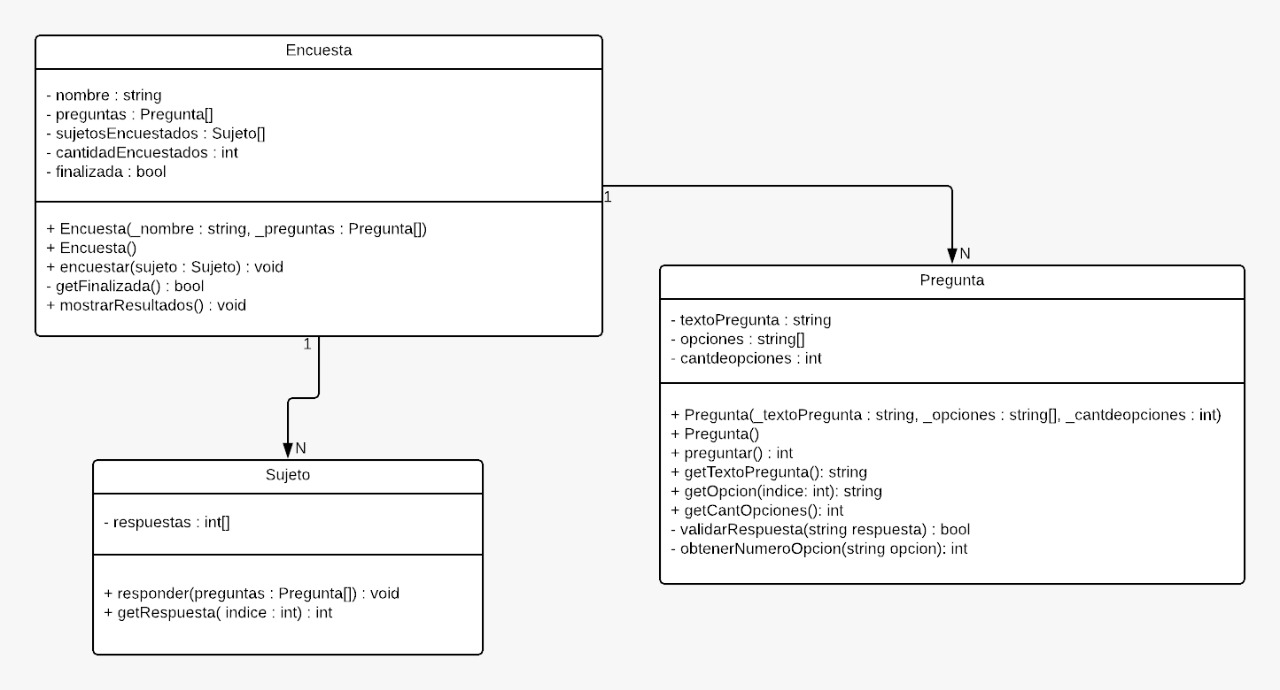 Encuesta
- nombre : string
- preguntas : Pregunta[]
- sujetosEncuestados : Sujeto[]
- cantidadEncuestados : int
- finalizada : bool
+ Encuesta(_nombre : string, _preguntas : Pregunta[])
+ Encuesta()
+ encuestar(sujeto : Sujeto) : void
- getFinalizada() : bool
+ mostrarResultados() : void
1
N
Pregunta
- textoPregunta : string
- opciones : string[]
- cantdeopciones : int
+ Pregunta(_textoPregunta : string, _opciones : string[], _cantdeopciones : int)
+ Pregunta()
+ preguntar() : int
+ getTextoPregunta(): string
+ getOpcion(indice: int): string
+ getCantOpciones(): int
- validarRespuesta(string respuesta) : bool
- obtenerNumeroOpcion(string opcion): int
1
N
Sujeto
- respuestas : int[]
+ responder(preguntas : Pregunta[]) : void
+ getRespuesta( indice : int) : int